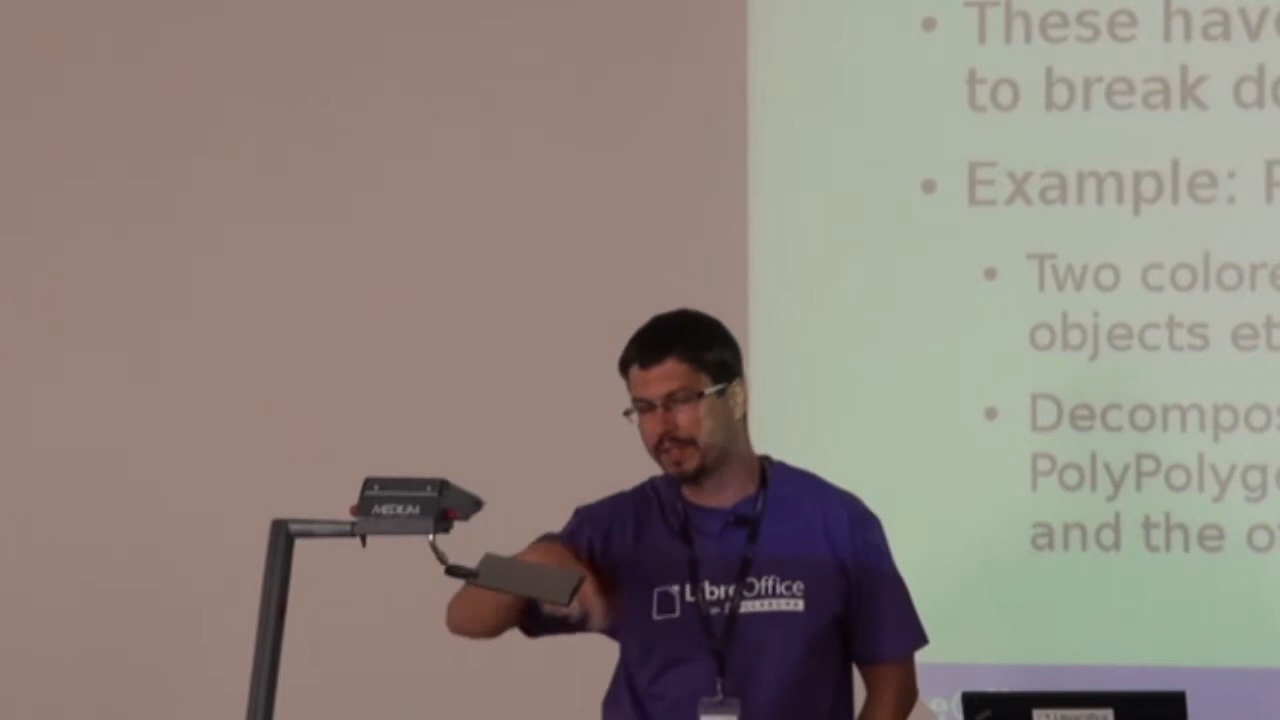 • These have
to break do
• Example: P
• Two colore
objects et
• Decompos
PolyPolygo
and the o
MEDIUM
LibreOffice